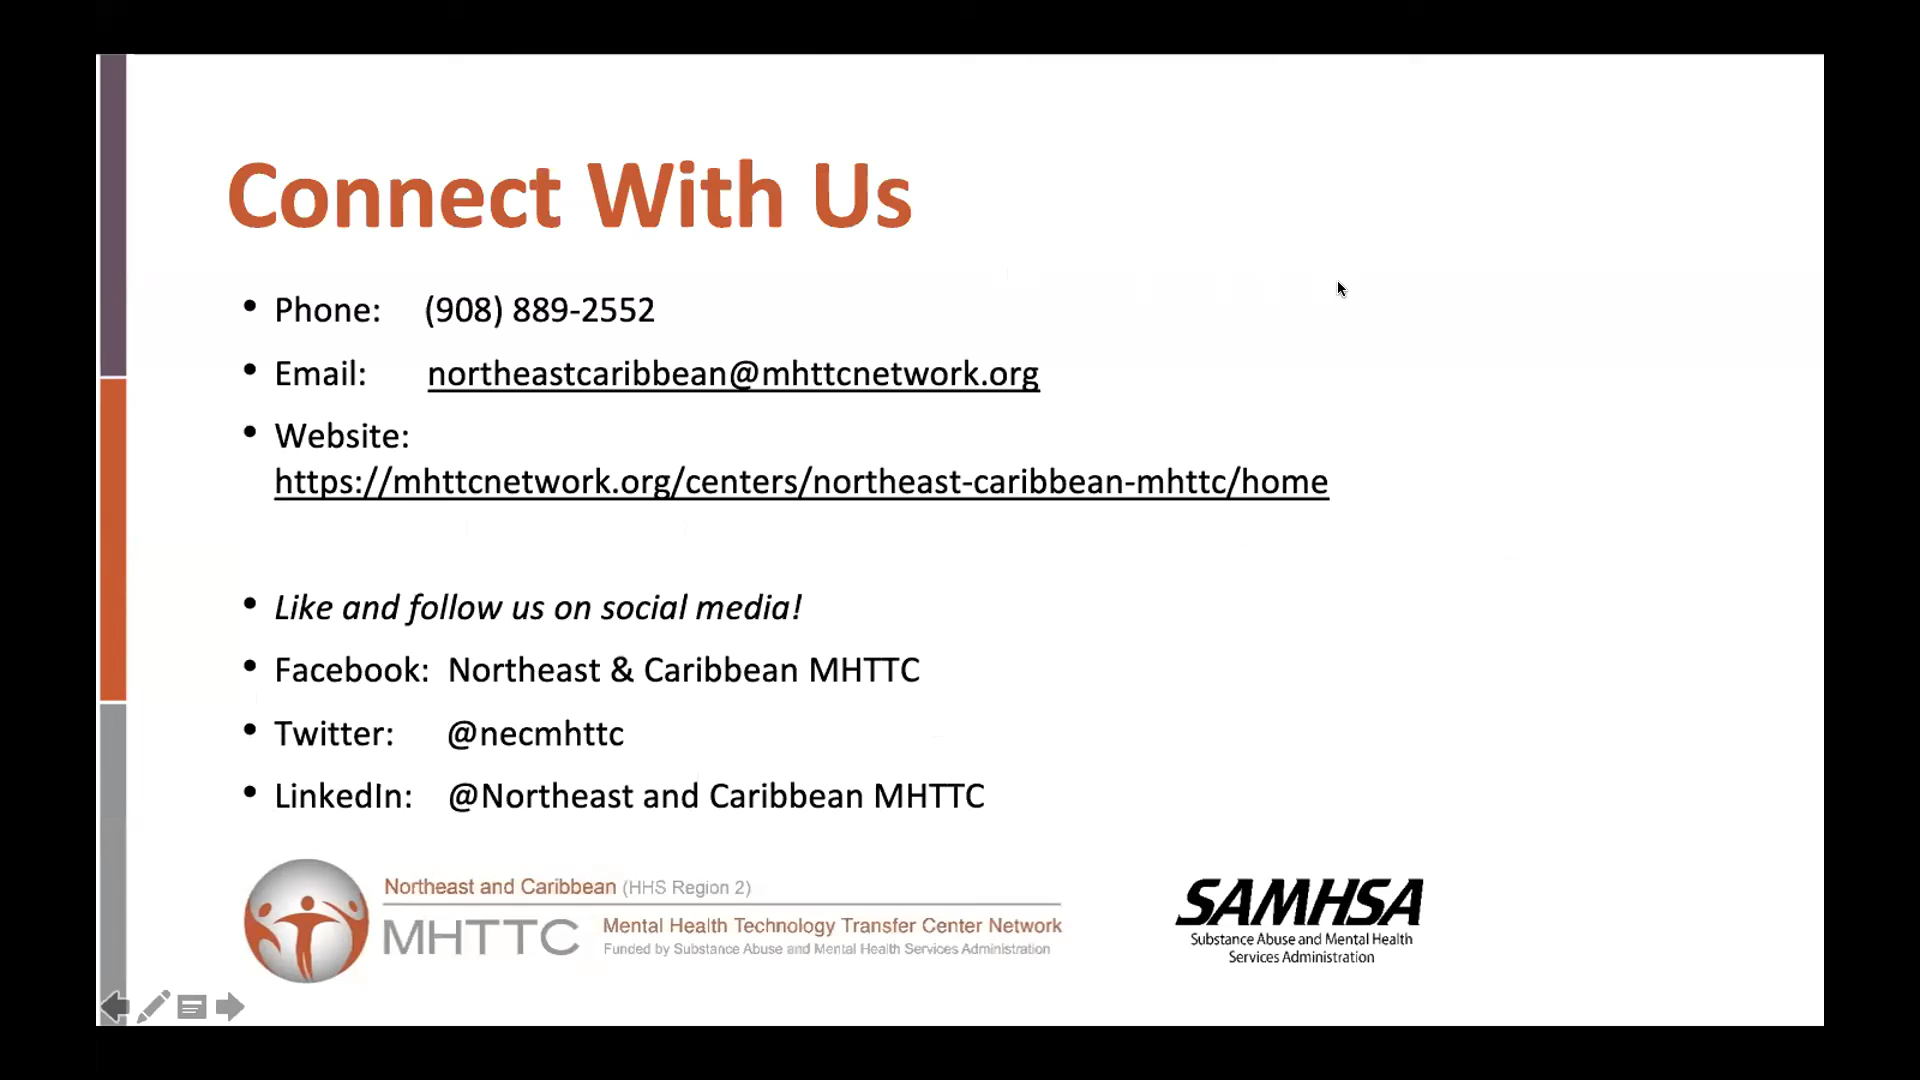 Connect With Us
• Phone: (908) 889-2552
• Email: northeastcaribbean@mhttcnetwork.org
• Website:
https://mhttcnetwork.org/centers/northeast-caribbean-mhttc/home
• Like and follow us on social media!
• Facebook: Northeast & Caribbean MHTTC
• Twitter: @necmhttc
• LinkedIn: @Northeast and Caribbean MHTTC
Northeast and Caribbean (HHS Region 2)
MHTTC
Mental Health Technology Transfer Center Network
Funded by Substance Abuse and Mental Health Services Administration
SAMHSA
Substance Abuse and Mental Health
Services Administration